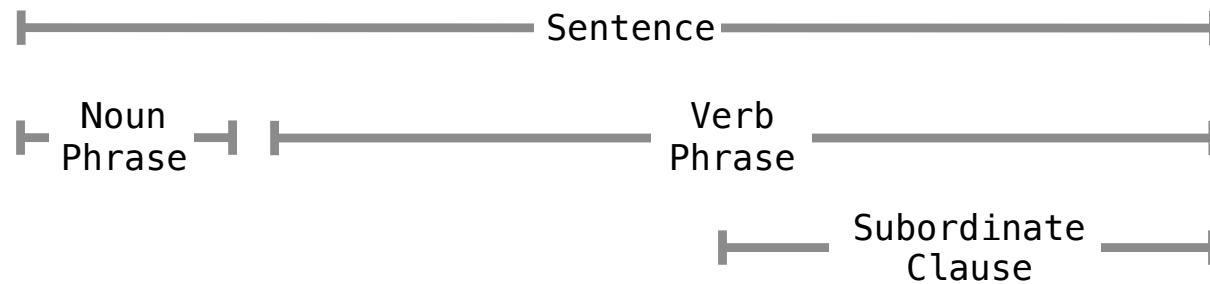 Sentence
Noun
Phrase
Verb
Phrase
Subordinate
Clause